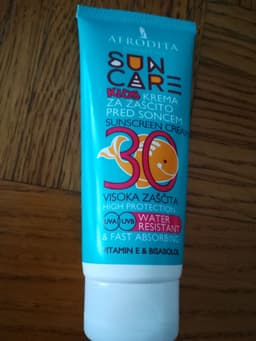 AFRODITA
SUN
CARE
KIDS KREMA
ZA ZAŠČITO
PRED SONCEM
SUNSCREEN CREAM
30
VISOKA ZAŠČITA
HIGH PROTECTION
UVA UVB WATER
RESISTANT
& FAST ABSORBING
VITAMIN E & BISABOLOL